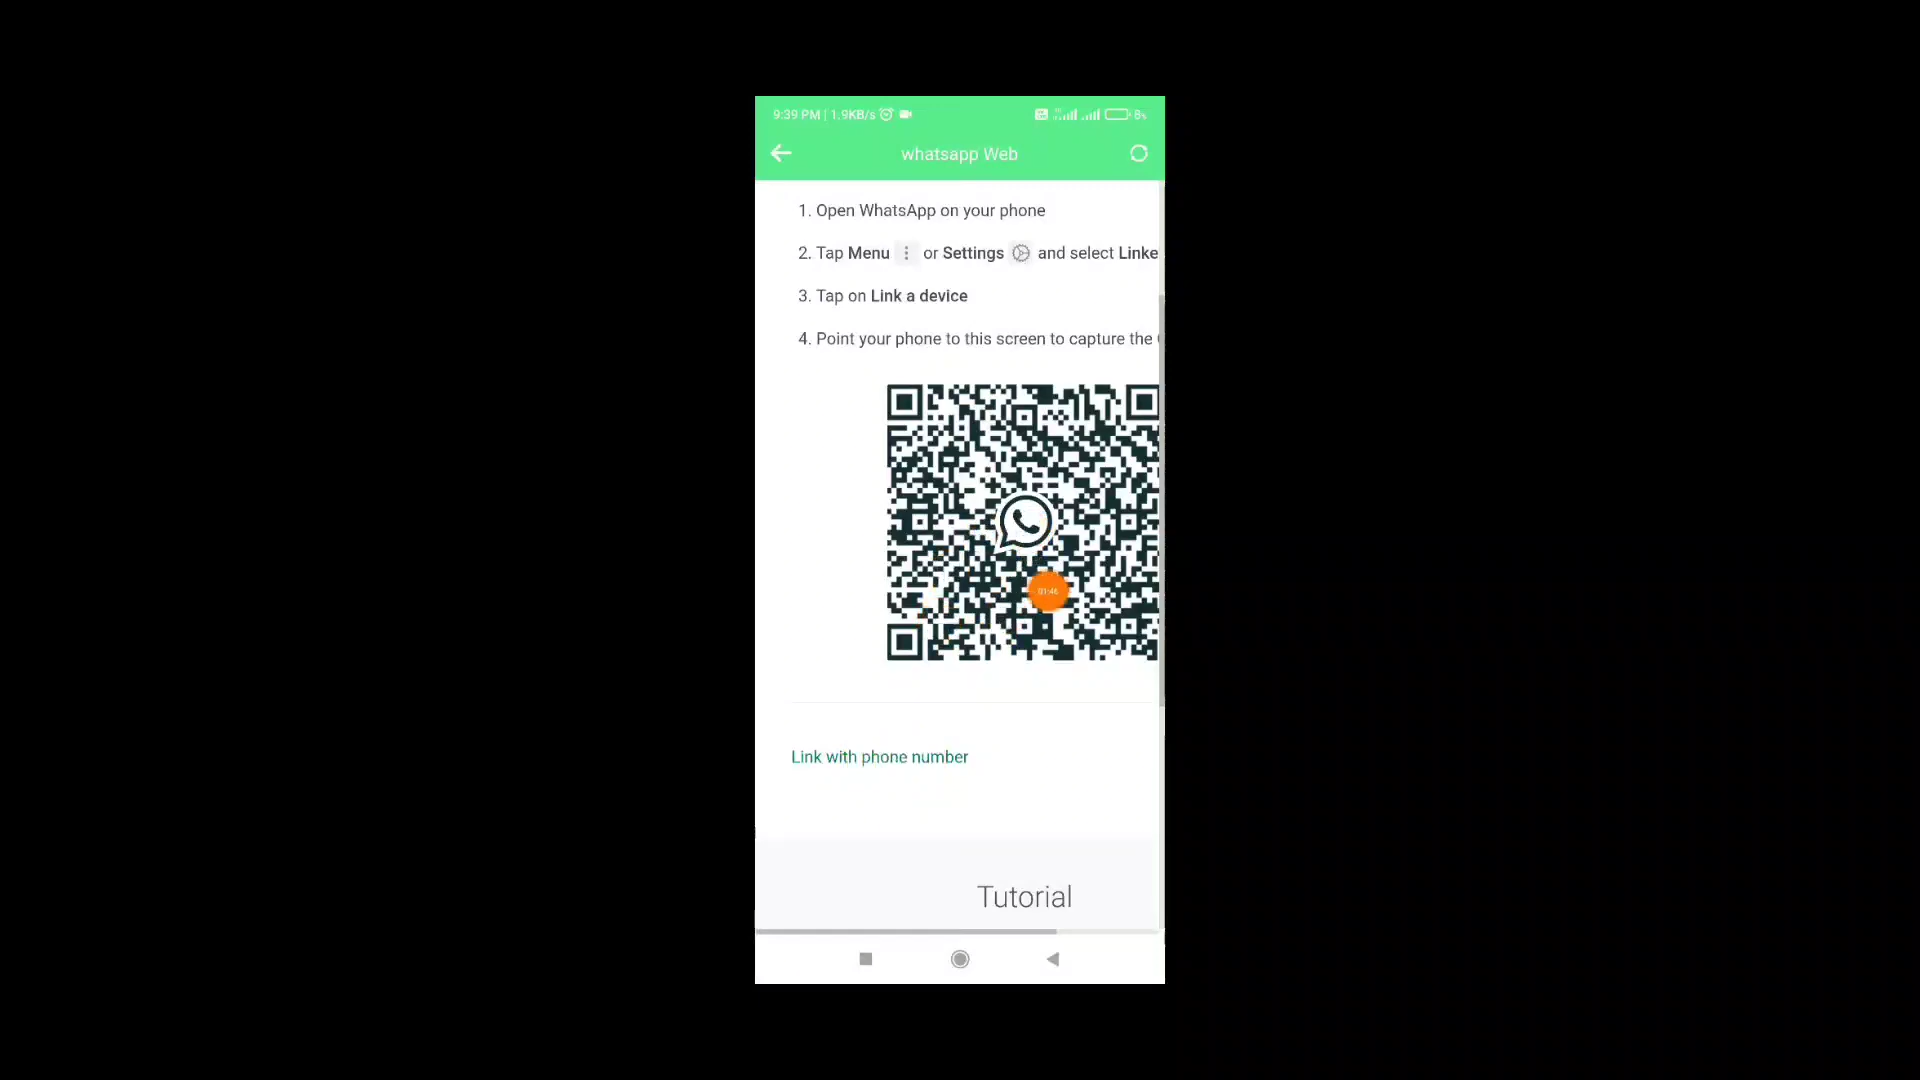 9:39 PM | 1.9KB/s
whatsapp Web
1. Open WhatsApp on your phone
2. Tap Menu or Settings and select Linke
3. Tap on Link a device
4. Point your phone to this screen to capture the
01:46
Link with phone number
Tutorial